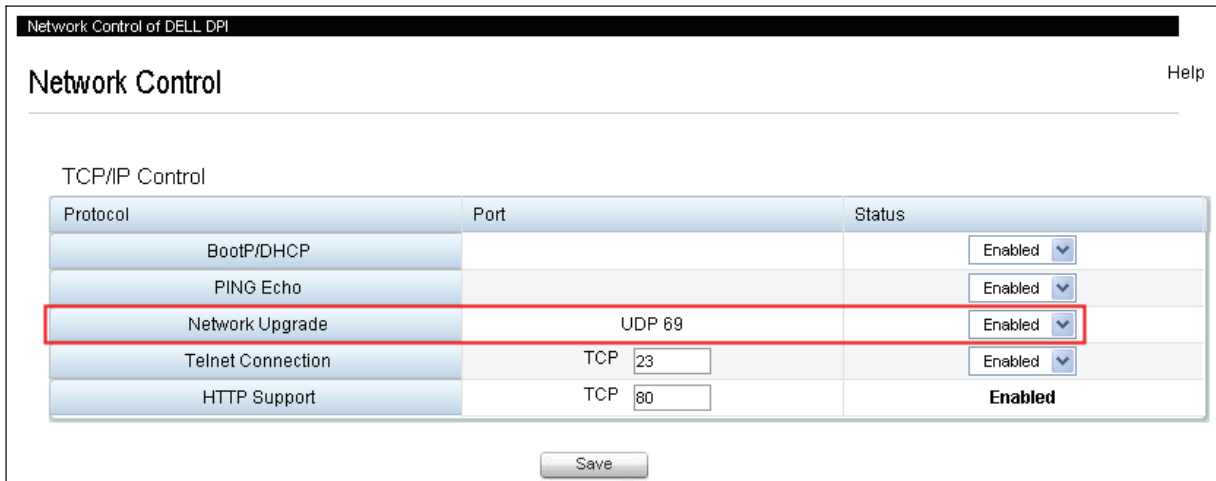 Network Control of DELL DPI
Network Control
Help
TCP/IP Control
Protocol Port Status
BootP/DHCP Enabled
PING Echo Enabled
Network Upgrade UDP 69 Enabled
Telnet Connection TCP 23 Enabled
HTTP Support TCP 80 Enabled
Save